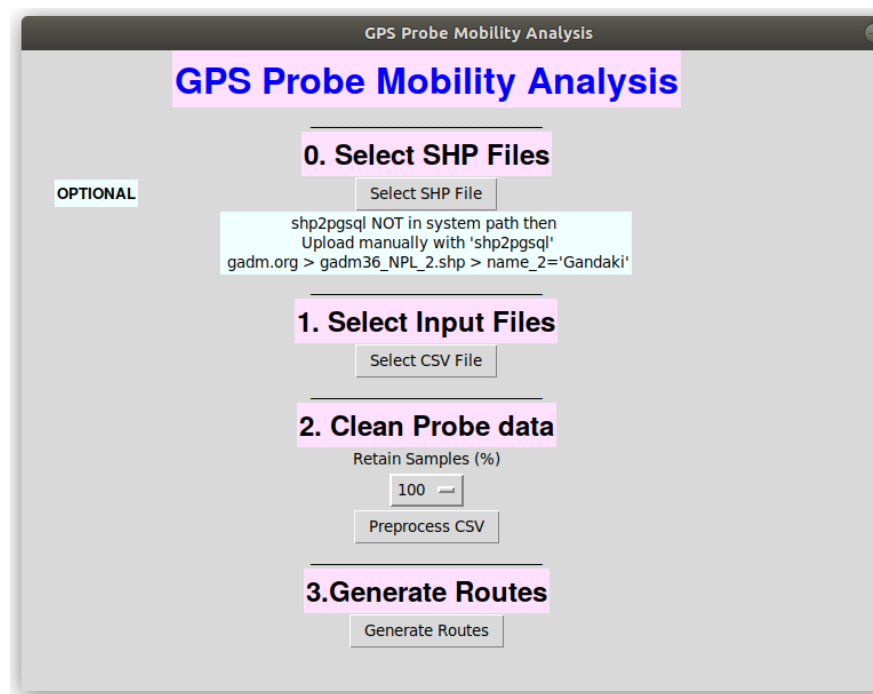 GPS Probe Mobility Analysis
GPS Probe Mobility Analysis
0. Select SHP Files
OPTIONAL
Select SHP File
shp2pgsql NOT in system path then
Upload manually with 'shp2pgsql'
gadm.org > gadm36_NPL_2.shp > name_2='Gandaki'
1. Select Input Files
Select CSV File
2. Clean Probe data
Retain Samples (%)
100
Preprocess CSV
3.Generate Routes
Generate Routes